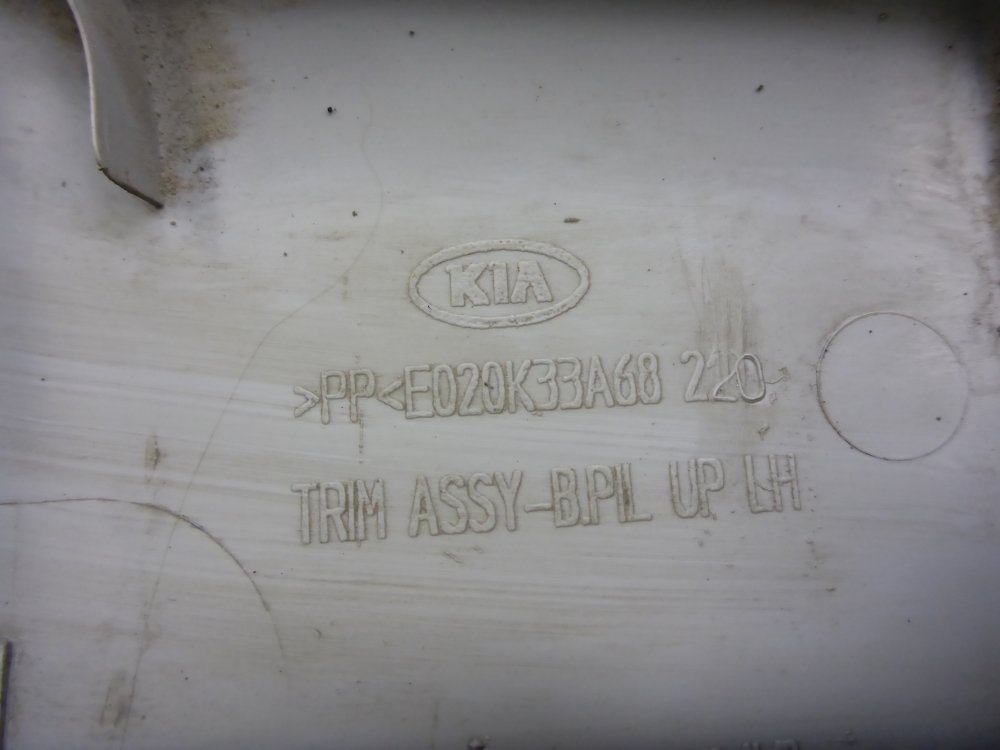 KIA
>PP<E020K33A68 220
TRIM ASSY-B.PIL UP LH